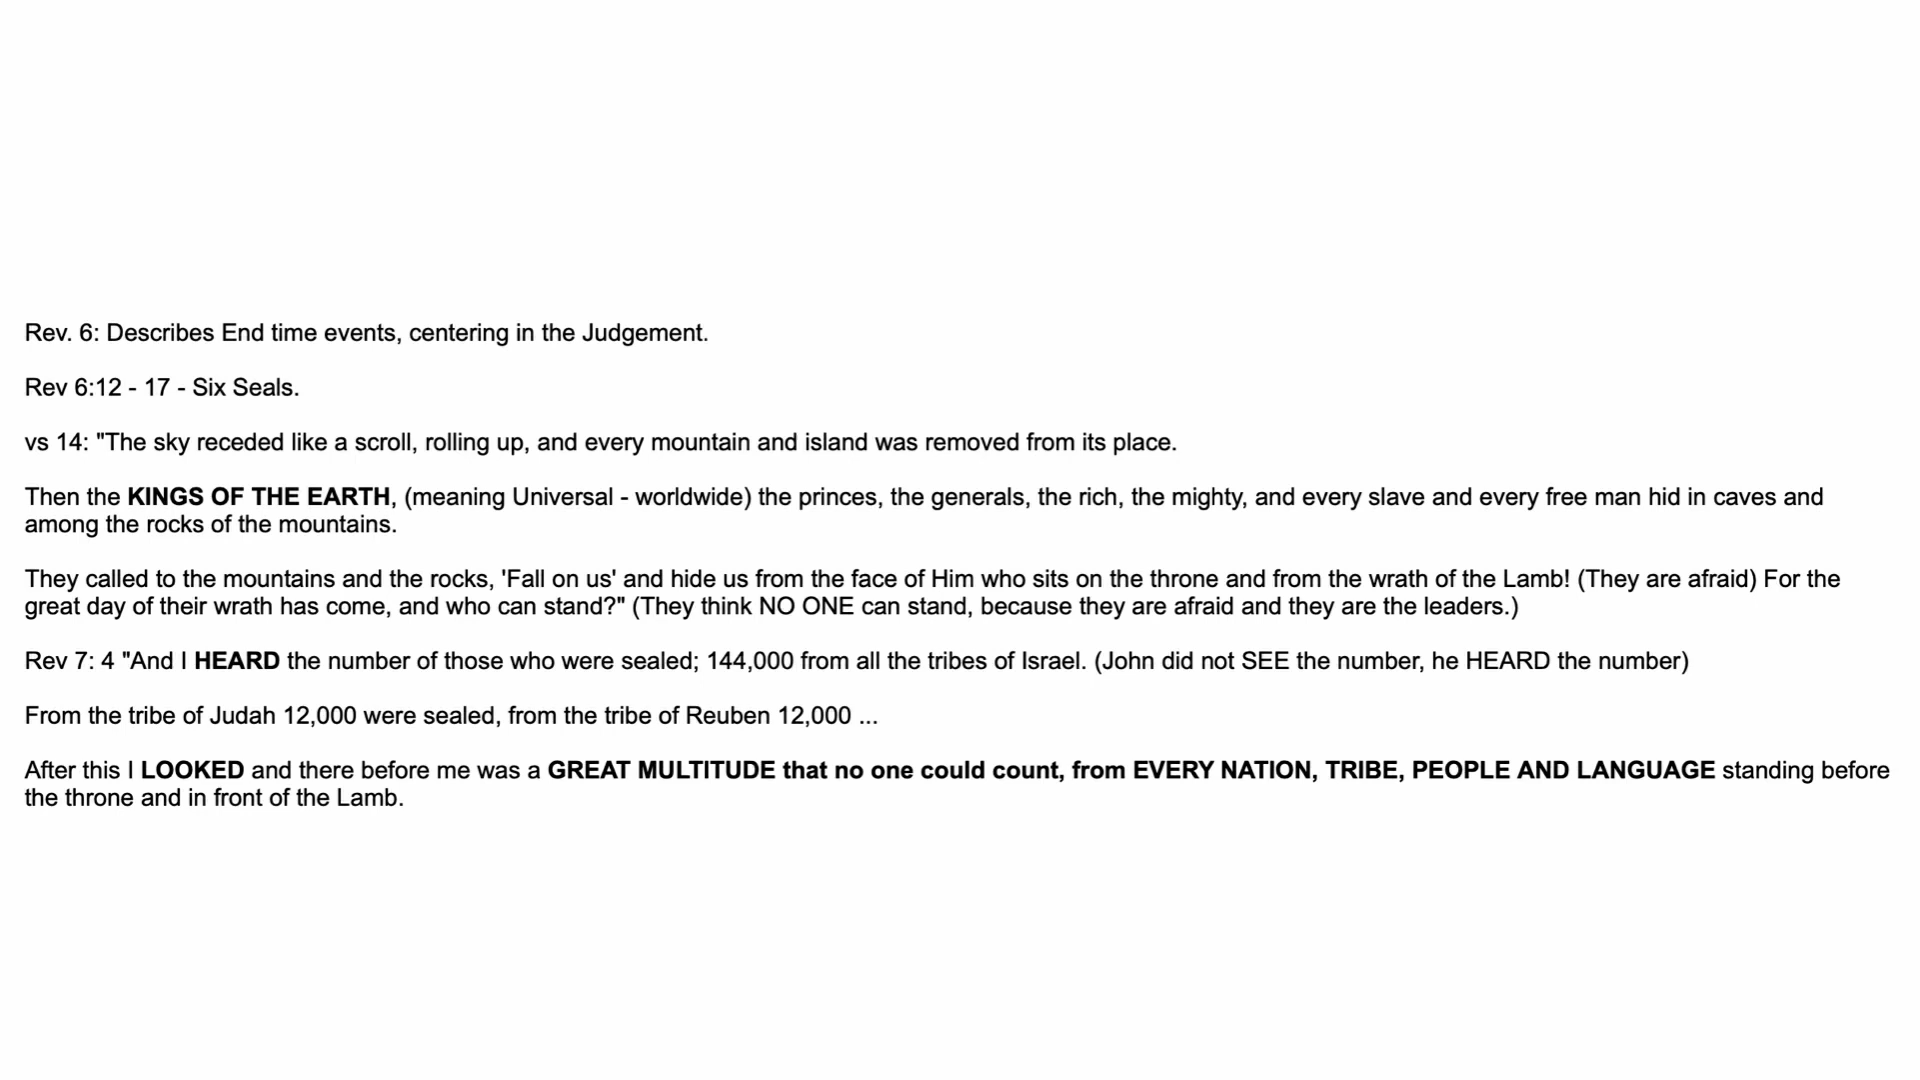 Rev. 6: Describes End time events, centering in the Judgement.
Rev 6:12 - 17 - Six Seals.
vs 14: "The sky receded like a scroll, rolling up, and every mountain and island was removed from its place.
Then the KINGS OF THE EARTH, (meaning Universal - worldwide) the princes, the generals, the rich, the mighty, and every slave and every free man hid in caves and
among the rocks of the mountains.
They called to the mountains and the rocks, 'Fall on us' and hide us from the face of Him who sits on the throne and from the wrath of the Lamb! (They are afraid) For the
great day of their wrath has come, and who can stand?" (They think NO ONE can stand, because they are afraid and they are the leaders.)
Rev 7: 4 "And I HEARD the number of those who were sealed; 144,000 from all the tribes of Israel. (John did not SEE the number, he HEARD the number)
From the tribe of Judah 12,000 were sealed, from the tribe of Reuben 12,000 ...
After this I LOOKED and there before me was a GREAT MULTITUDE that no one could count, from EVERY NATION, TRIBE, PEOPLE AND LANGUAGE standing before
the throne and in front of the Lamb.